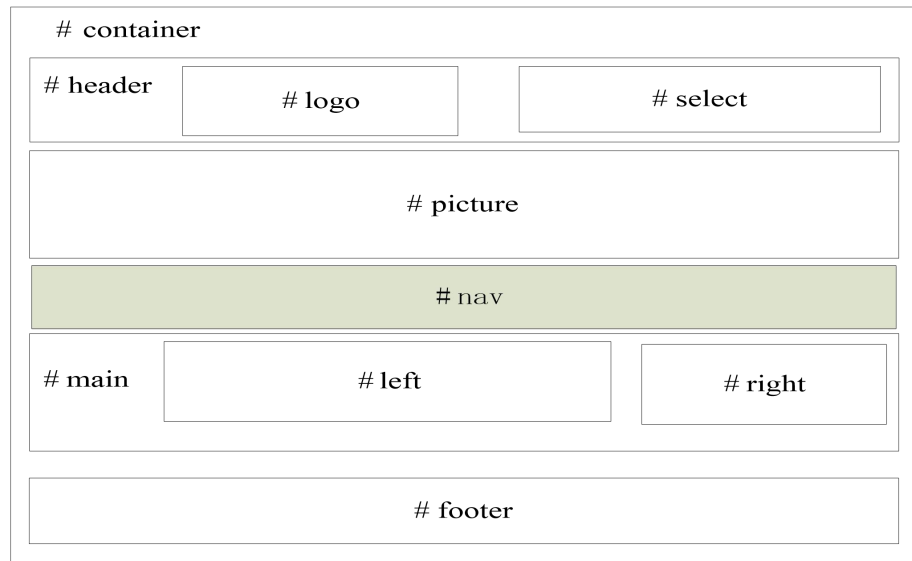 # container
# header
# logo
# select
# picture
# nav
# main
# left
# right
# footer